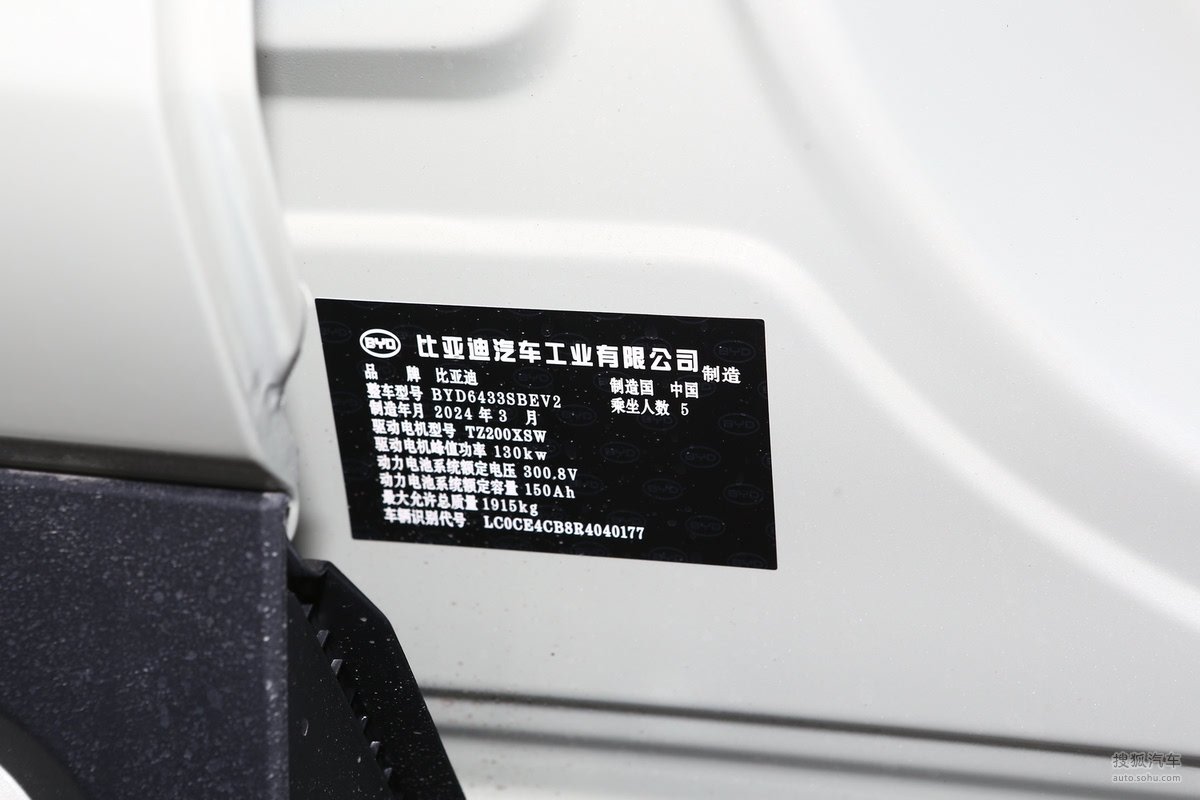 BYD 比亚迪汽车工业有限公司制造
品 牌 比亚迪 制造国 中国
整车型号 BYD6433SBEV2 乘坐人数 5
制造年月 2024 年 3 月
驱动电机型号 TZ200XSW
驱动电机峰值功率 130kw
动力电池系统额定电压 300.8V
动力电池系统额定容量 150Ah
最大允许总质量 1915kg
车辆识别代号 LC0CE4CB8R4040177
搜狐汽车
auto.sohu.com